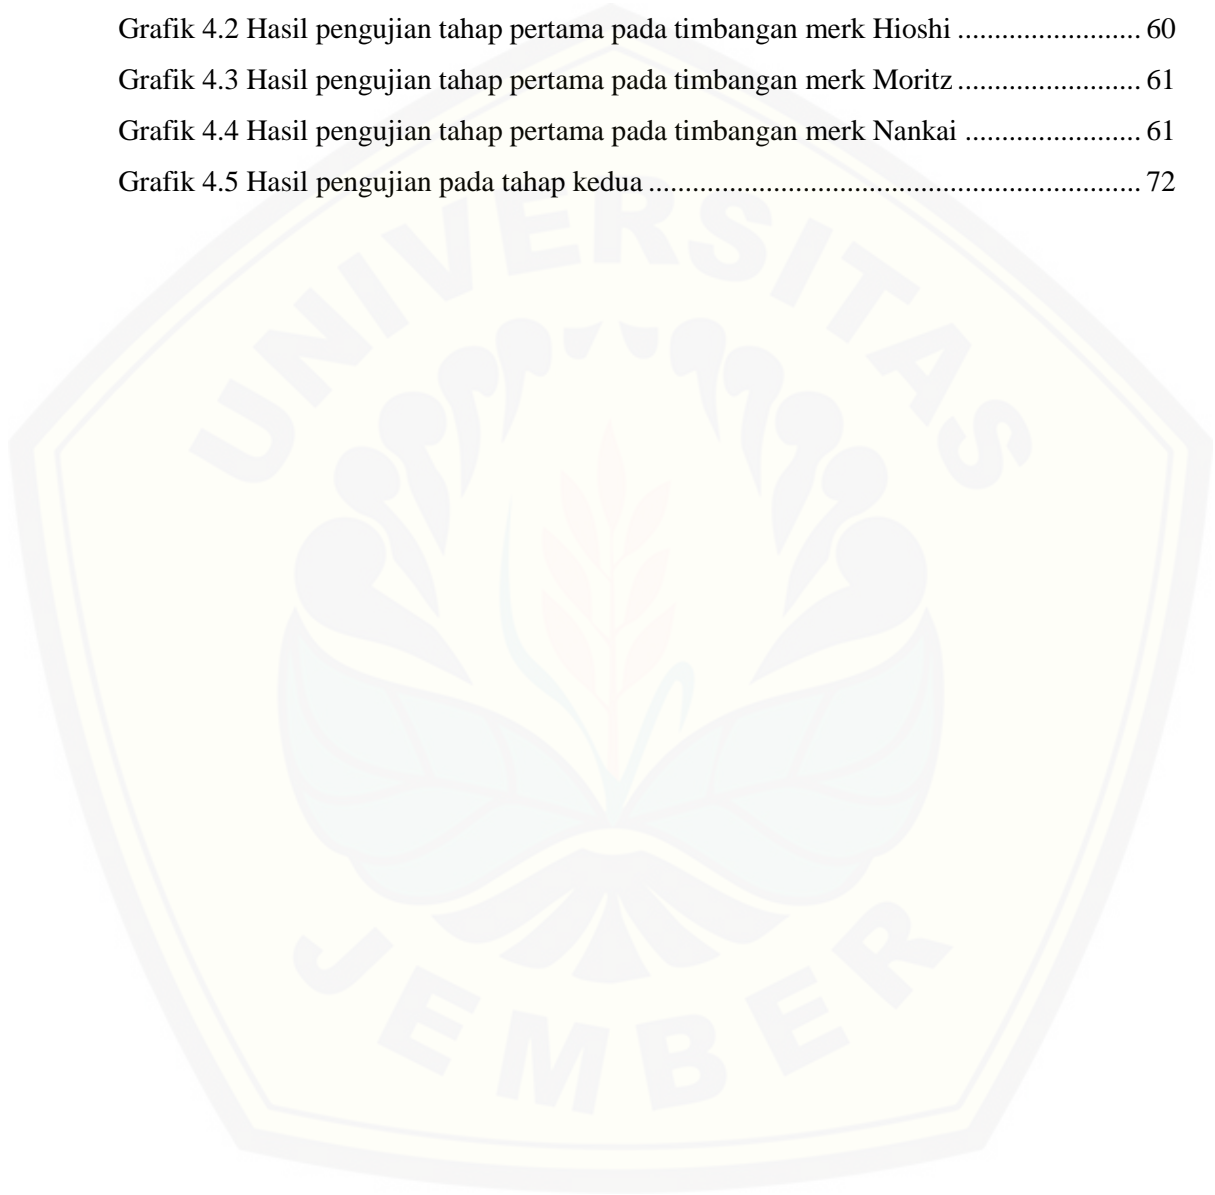 Grafik 4.2 Hasil pengujian tahap pertama pada timbangan merk Hioshi ......................... 60
Grafik 4.3 Hasil pengujian tahap pertama pada timbangan merk Moritz ......................... 61
Grafik 4.4 Hasil pengujian tahap pertama pada timbangan merk Nankai ........................ 61
Grafik 4.5 Hasil pengujian pada tahap kedua .................................................................... 72
UNIVERSITAS
JEMBER